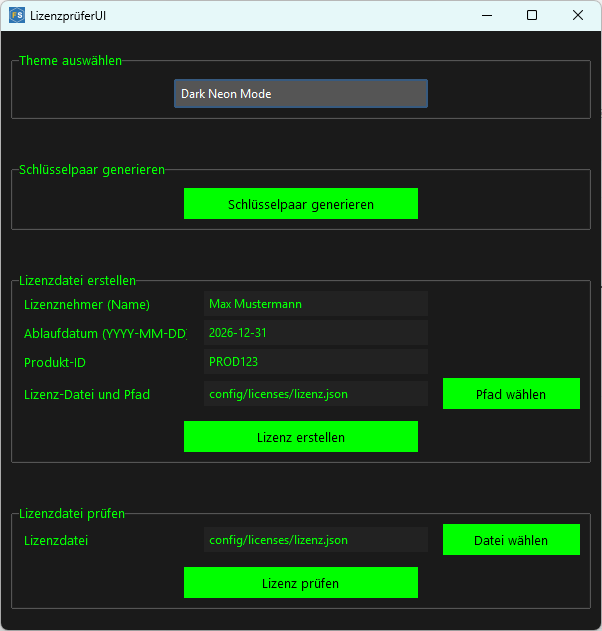 FS LizenzprüferUI
Theme auswählen
Dark Neon Mode
Schlüsselpaar generieren
Schlüsselpaar generieren
Lizenzdatei erstellen
Lizenznehmer (Name) Max Mustermann
Ablaufdatum (YYYY-MM-DD) 2026-12-31
Produkt-ID PROD123
Lizenz-Datei und Pfad config/licenses/lizenz.json Pfad wählen
Lizenz erstellen
Lizenzdatei prüfen
Lizenzdatei config/licenses/lizenz.json Datei wählen
Lizenz prüfen